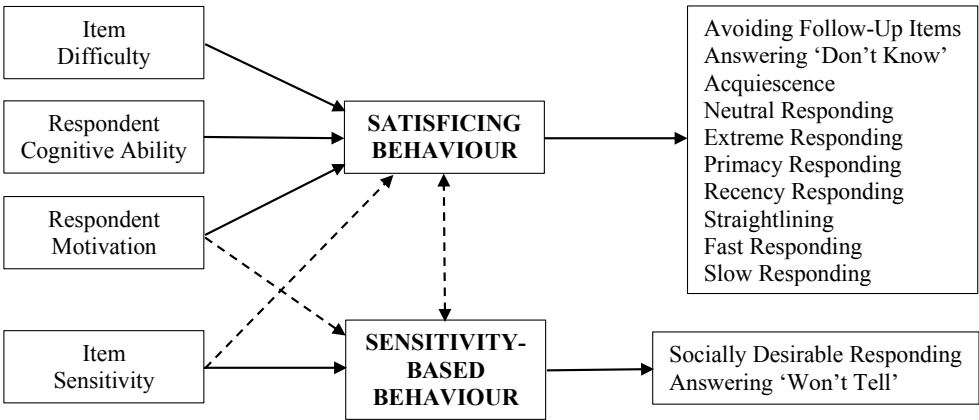 Item
Difficulty
Respondent
Cognitive Ability
Respondent
Motivation
Item
Sensitivity
SATISFICING
BEHAVIOUR
SENSITIVITY-
BASED
BEHAVIOUR
Avoiding Follow-Up Items
Answering ‘Don’t Know’
Acquiescence
Neutral Responding
Extreme Responding
Primacy Responding
Recency Responding
Straightlining
Fast Responding
Slow Responding
Socially Desirable Responding
Answering ‘Won’t Tell’